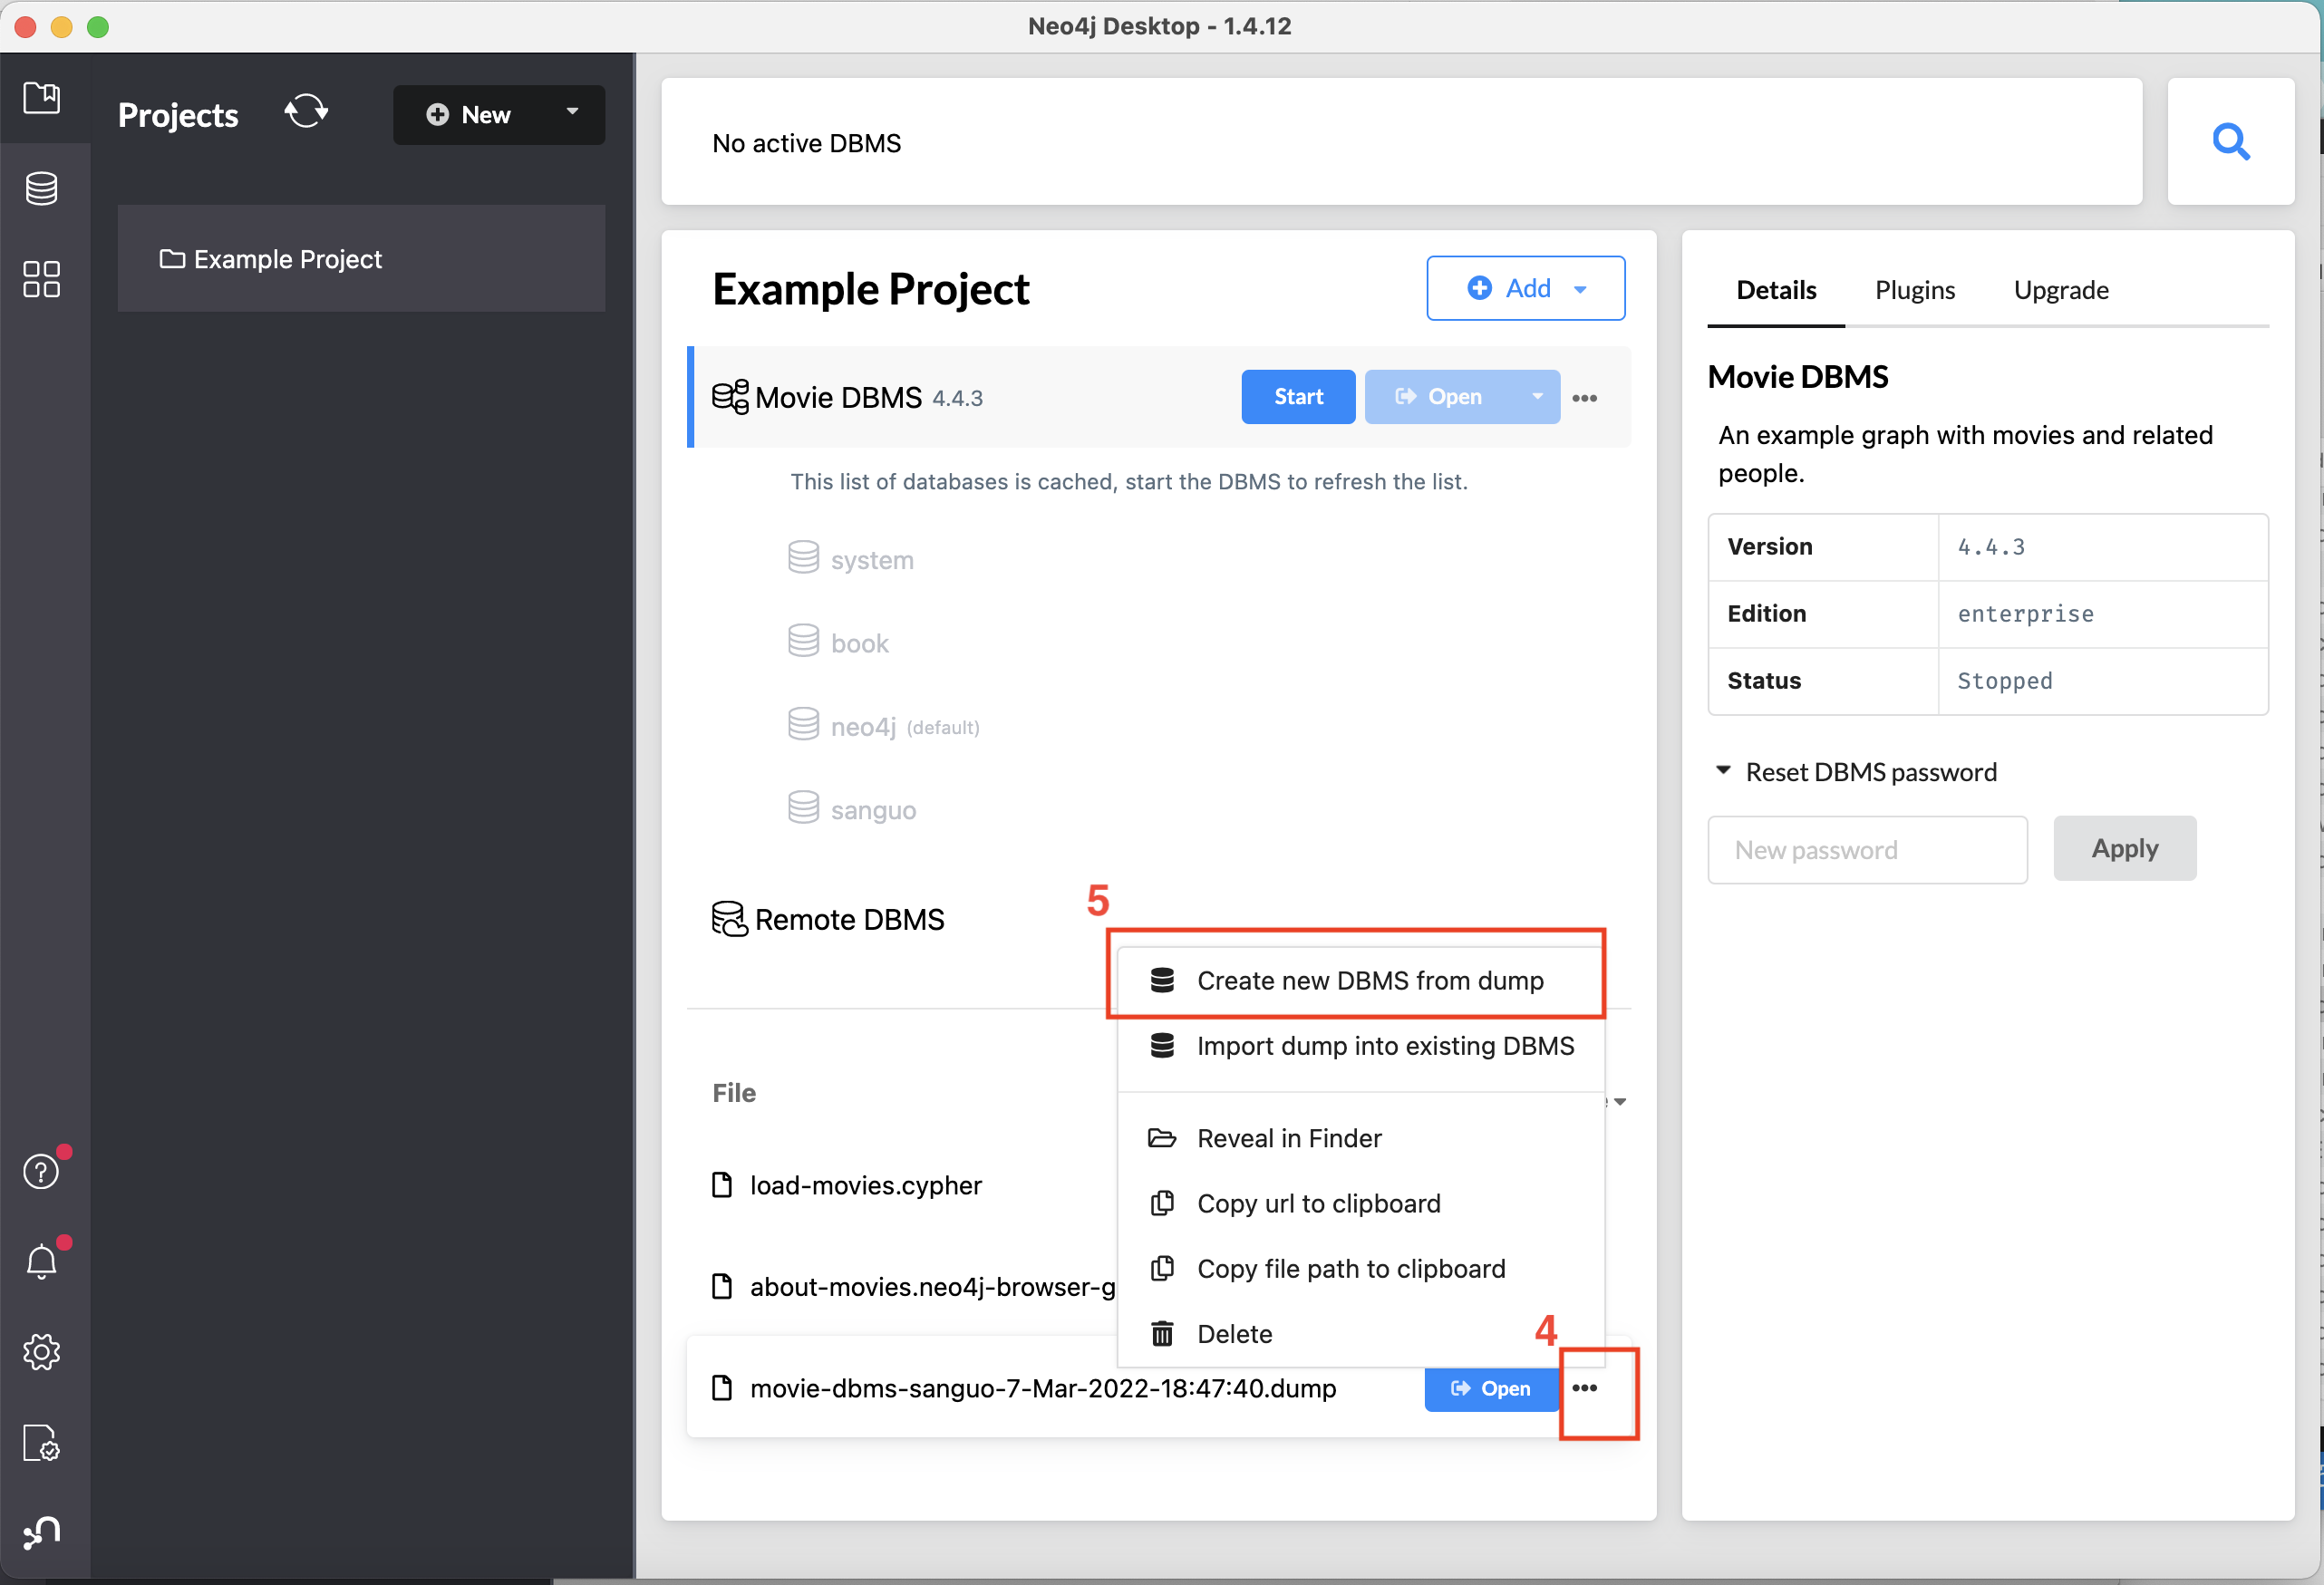 Neo4j Desktop - 1.4.12
Projects
New
Example Project
No active DBMS
Example Project
Add
Movie DBMS 4.4.3
Start
Open
This list of databases is cached, start the DBMS to refresh the list.
system
book
neo4j (default)
sanguo
Remote DBMS
5
Create new DBMS from dump
Import dump into existing DBMS
File
Reveal in Finder
load-movies.cypher
Copy url to clipboard
Copy file path to clipboard
about-movies.neo4j-browser-g
Delete
4
movie-dbms-sanguo-7-Mar-2022-18:47:40.dump
Open
Details
Plugins
Upgrade
Movie DBMS
An example graph with movies and related
people.
Version 4.4.3
Edition enterprise
Status Stopped
Reset DBMS password
New password
Apply